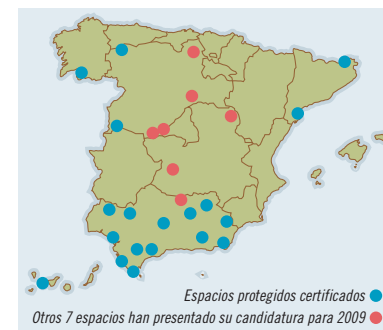 Espacios protegidos certificados
Otros 7 espacios han presentado su candidatura para 2009